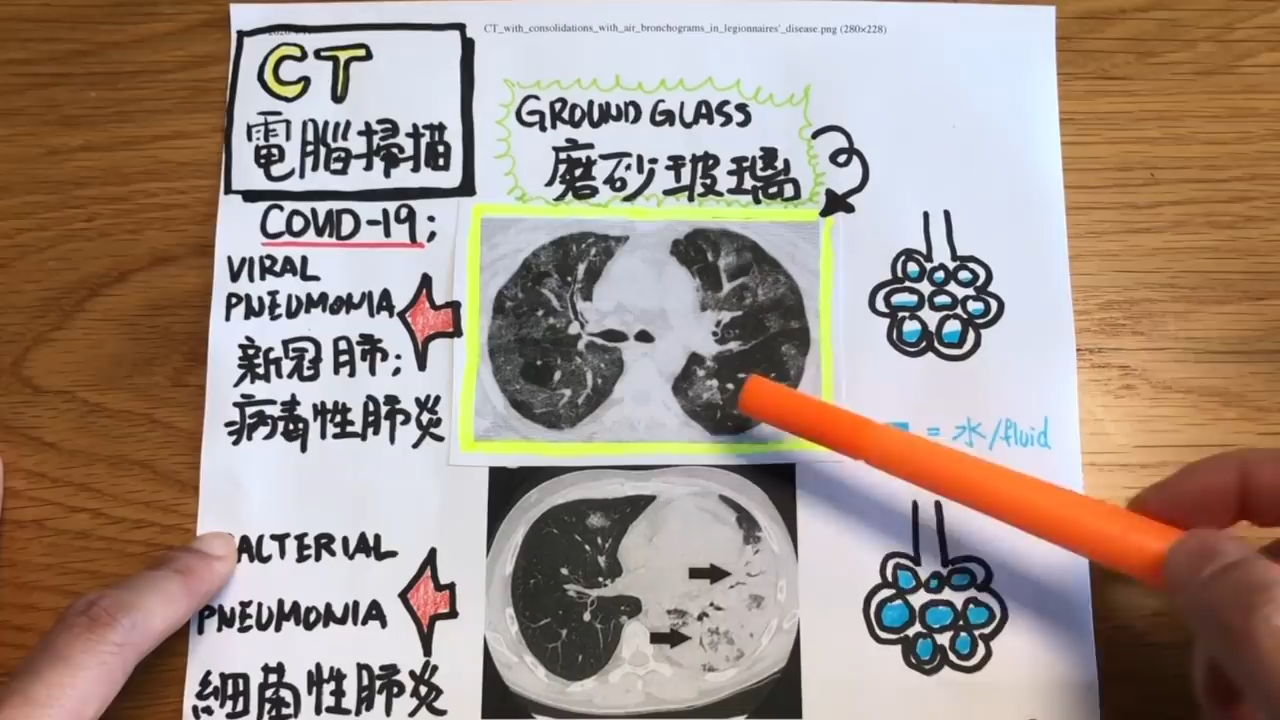 CT_with_consolidations_with_air_bronchograms_in_legionnaires'_disease.png (280×228)
CT
電腦掃描
GROUND GLASS
磨砂玻璃
COVID-19:
VIRAL
PNEUMONIA
新冠肺:
病毒性肺炎
= 水/fluid
BACTERIAL
PNEUMONIA
細菌性肺炎